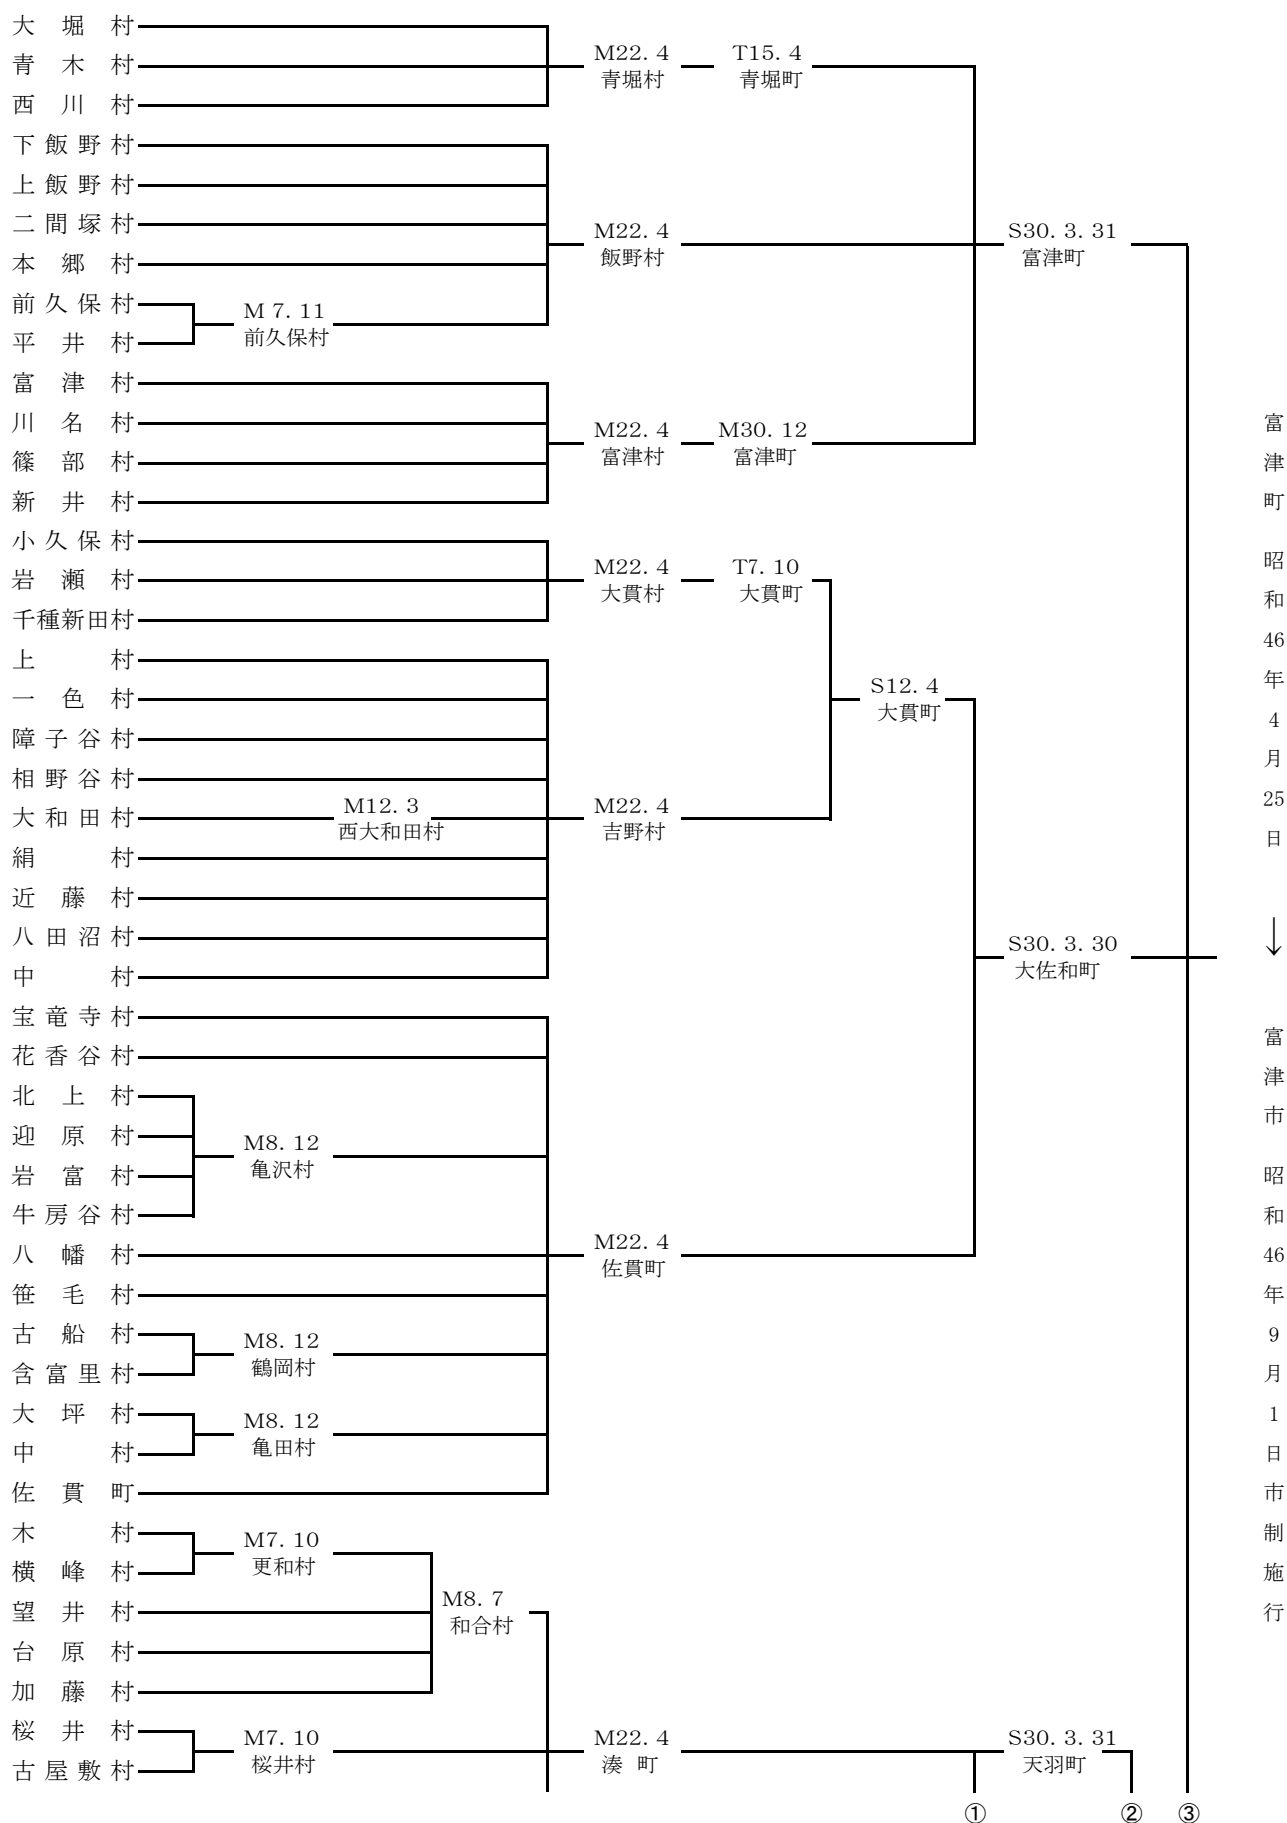 大堀村
青木村
西川村
M22. 4
青堀村
T15. 4
青堀町
下飯野村
上飯野村
二間塚村
本郷村
前久保村
平井村
M 7. 11
前久保村
M22. 4
飯野村
S30. 3. 31
富津町
富津村
川名村
篠部村
新井村
M22. 4
富津村
M30. 12
富津町
小久保村
岩瀬村
千種新田村
M22. 4
大貫村
T7. 10
大貫町
上村
一色村
障子谷村
相野谷村
大和田村
絹村
近藤村
八田沼村
中村
M12. 3
西大和田村
M22. 4
吉野村
S12. 4
大貫町
S30. 3. 30
大佐和町
宝竜寺村
花香谷村
北上村
迎原村
岩富村
牛房谷村
M8. 12
亀沢村
八幡村
笹毛村
M22. 4
佐貫町
古船村
含富里村
M8. 12
鶴岡村
大坪村
中村
M8. 12
亀田村
佐貫町
木村
横峰村
M7. 10
更和村
望井村
台原村
加藤村
M8. 7
和合村
桜井村
古屋敷村
M7. 10
桜井村
M22. 4
湊町
S30. 3. 31
天羽町
①
②
③
富津町 昭和46年4月25日 ↓ 富津市 昭和46年9月1日市制施行